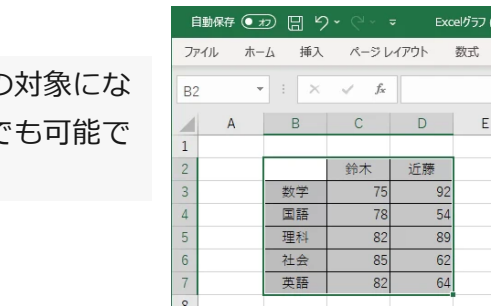 の対象にな
でも可能で
自動保存 オフ Excelグラフ (
ファイル ホーム 挿入 ページ レイアウト 数式
B2 fx
A B C D E
1
2 鈴木 近藤
3 数学 75 92
4 国語 78 54
5 理科 82 89
6 社会 85 62
7 英語 82 64
8